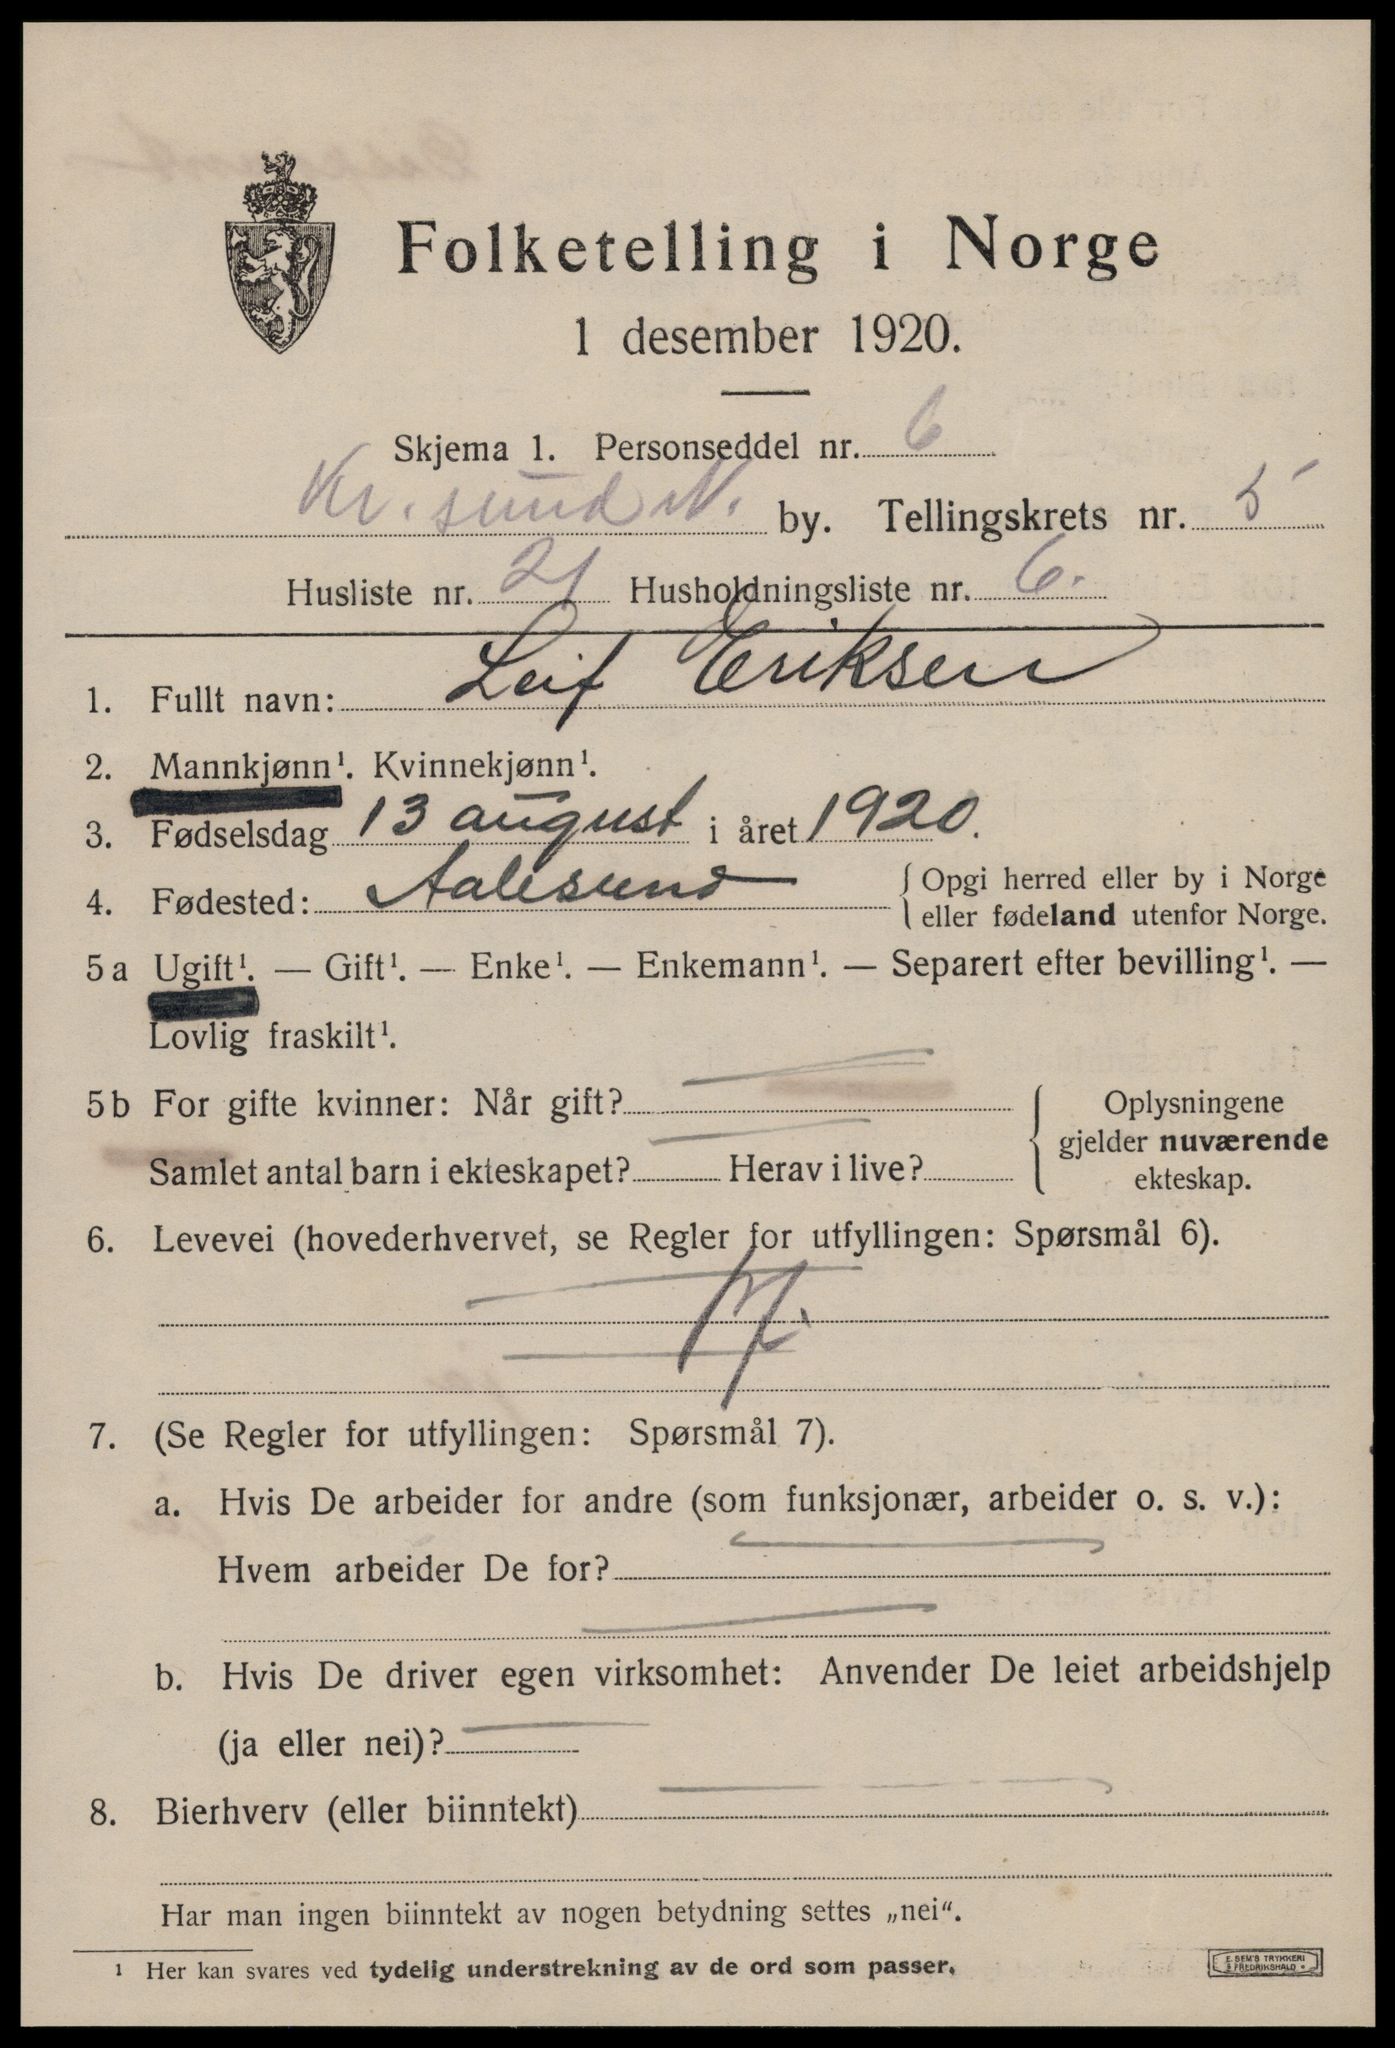 Folketelling i Norge
1 desember 1920.
Skjema 1. Personseddel nr. 6
Kr. sund N. by. Tellingskrets nr. 5
Husliste nr. 21 Husholdningsliste nr. 6.
1. Fullt navn: Leif Eriksen
2. Mannkjønn¹. Kvinnekjønn¹.
3. Fødselsdag 13 august i året 1920.
4. Fødested: Aalesund { Opgi herred eller by i Norge
eller fødeland utenfor Norge.
5a Ugift¹. — Gift¹. — Enke¹. — Enkemann¹. — Separert efter bevilling¹. —
Lovlig fraskilt¹.
5b For gifte kvinner: Når gift?
Samlet antal barn i ekteskapet? Herav i live?
{ Oplysningene
gjelder nuværende
ekteskap.
6. Levevei (hovederhvervet, se Regler for utfyllingen: Spørsmål 6).
7. (Se Regler for utfyllingen: Spørsmål 7).
a. Hvis De arbeider for andre (som funksjonær, arbeider o. s. v.):
Hvem arbeider De for?
b. Hvis De driver egen virksomhet: Anvender De leiet arbeidshjelp
(ja eller nei)?
8. Bierhverv (eller biinntekt)
Har man ingen biinntekt av nogen betydning settes „nei“.
¹ Her kan svares ved tydelig understrekning av de ord som passer.
E. SEM'S TRYKKERI
FREDRIKSHALD